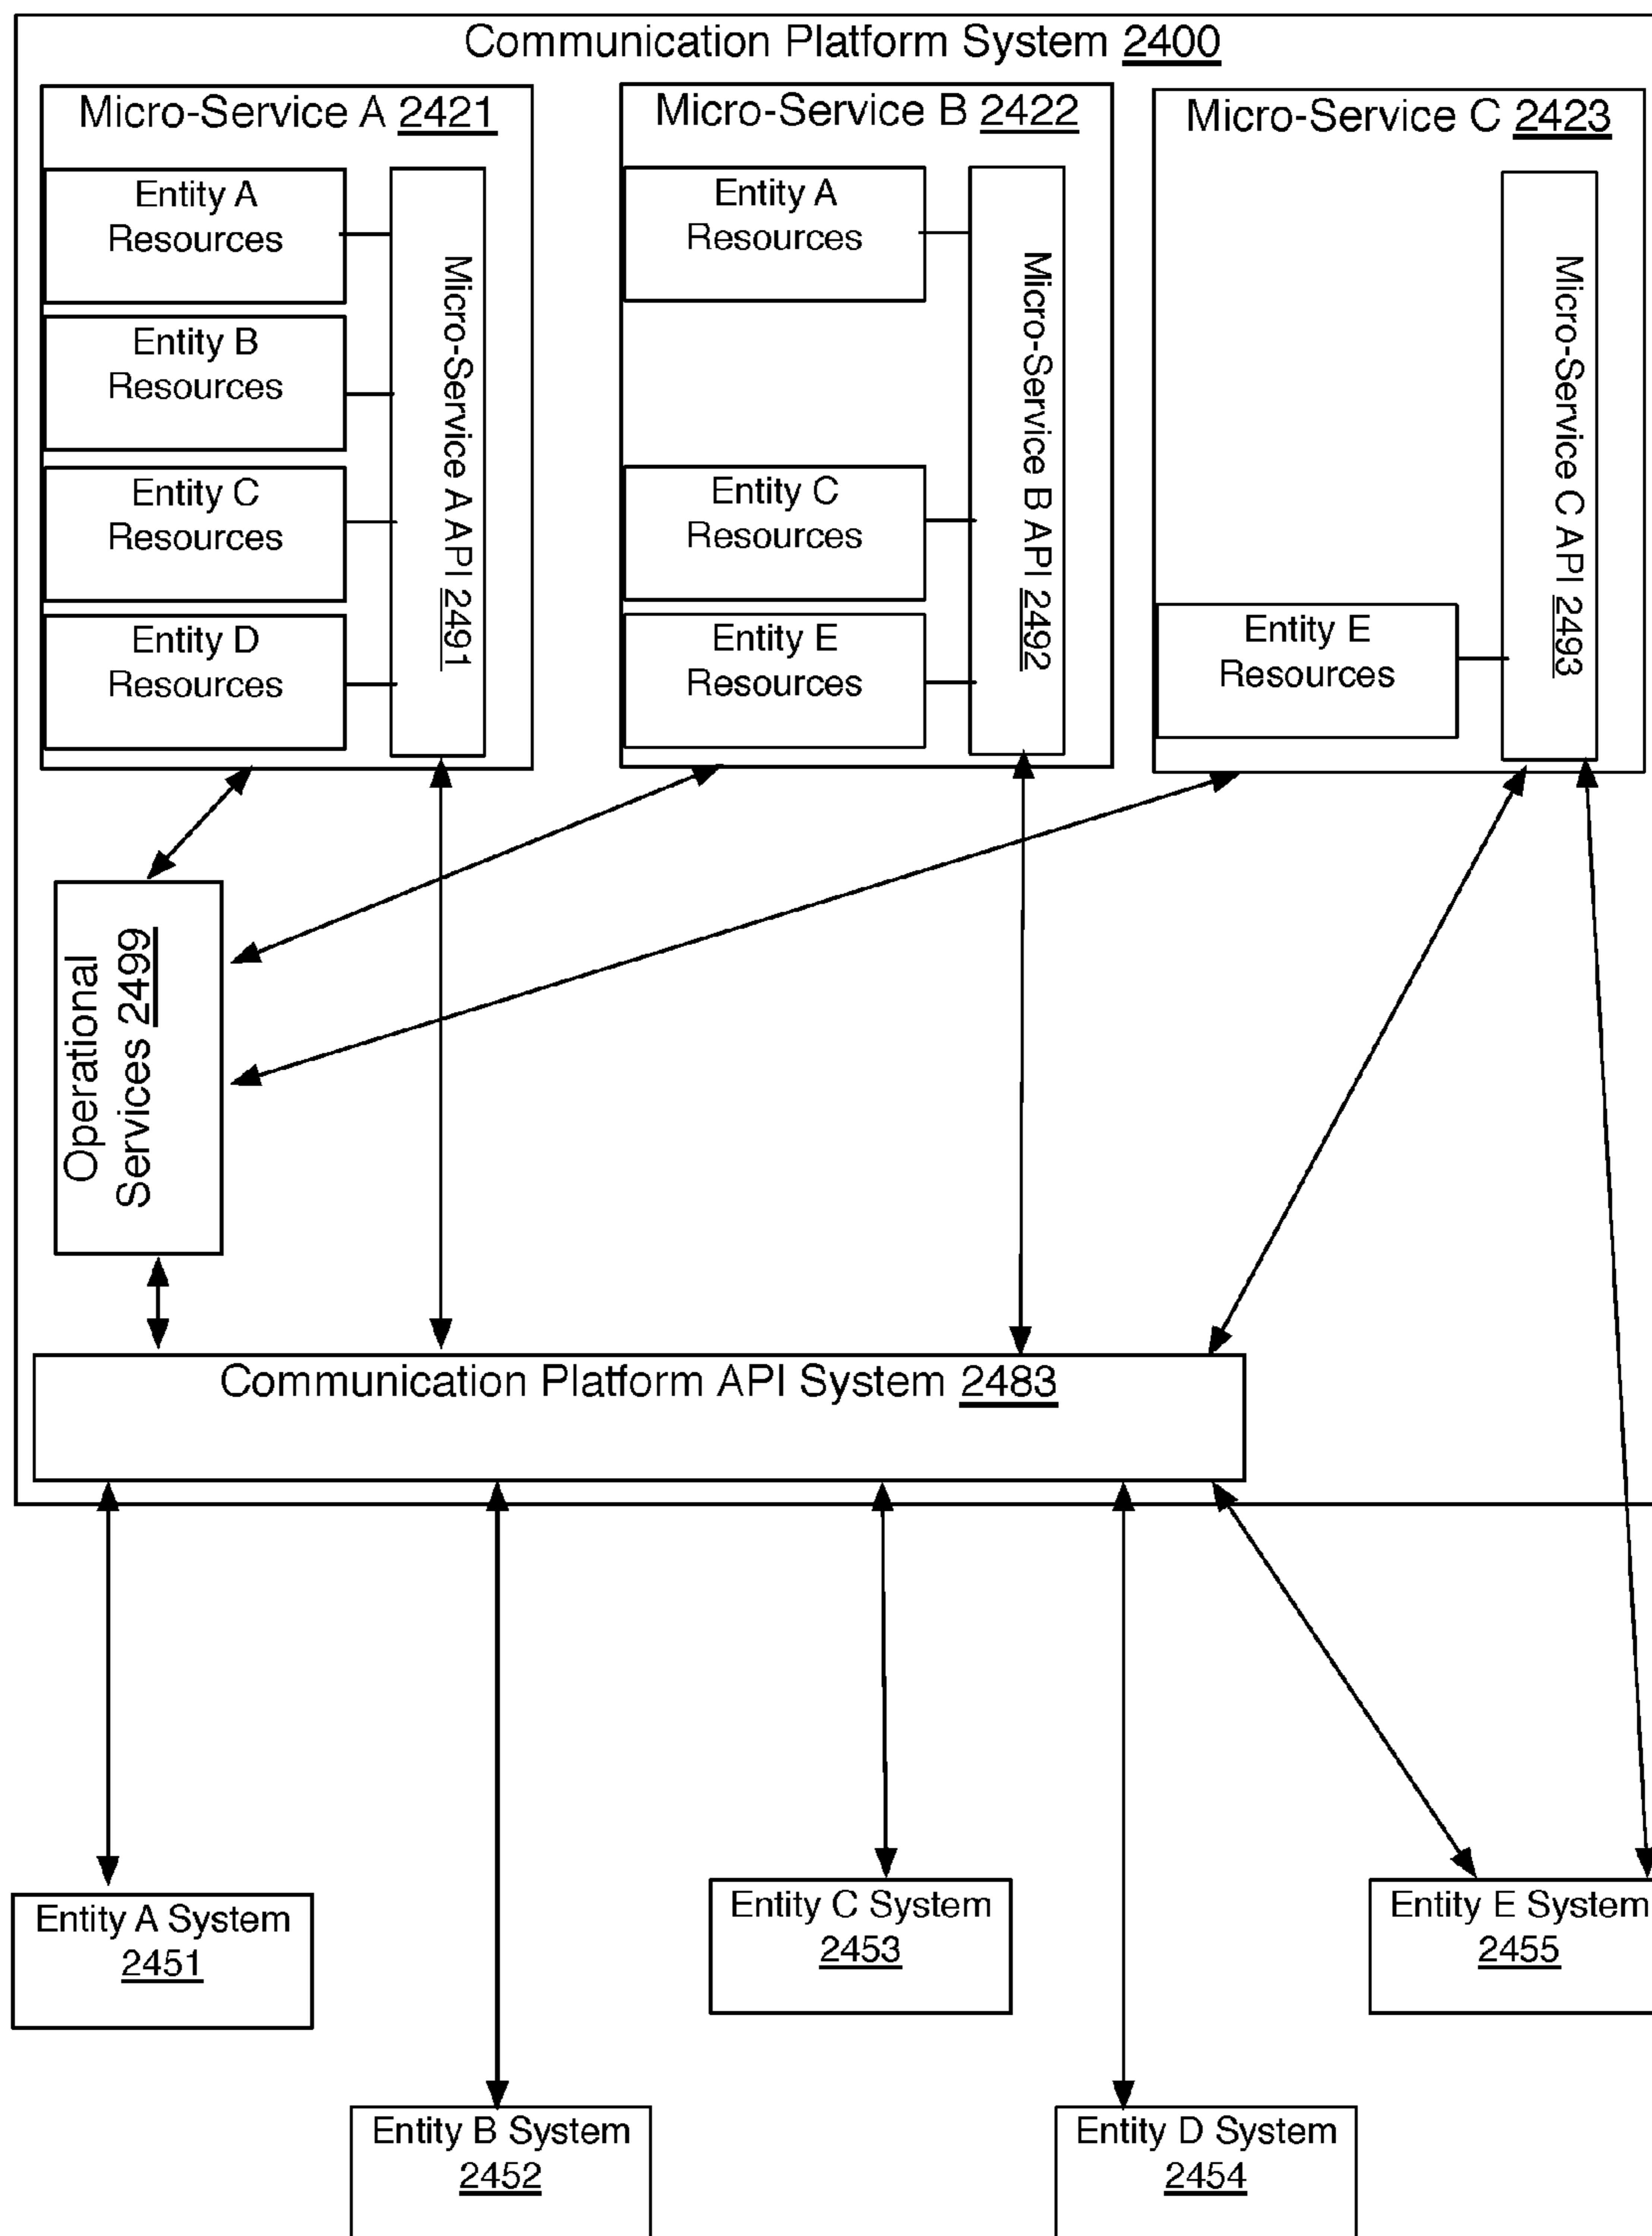 Communication Platform System 2400
Micro-Service A 2421
Entity A
Resources
Entity B
Resources
Entity C
Resources
Entity D
Resources
Micro-Service A API 2491
Micro-Service B 2422
Entity A
Resources
Entity C
Resources
Entity E
Resources
Micro-Service B API 2492
Micro-Service C 2423
Entity E
Resources
Micro-Service C API 2493
Operational
Services 2499
Communication Platform API System 2483
Entity A System
2451
Entity C System
2453
Entity E System
2455
Entity B System
2452
Entity D System
2454